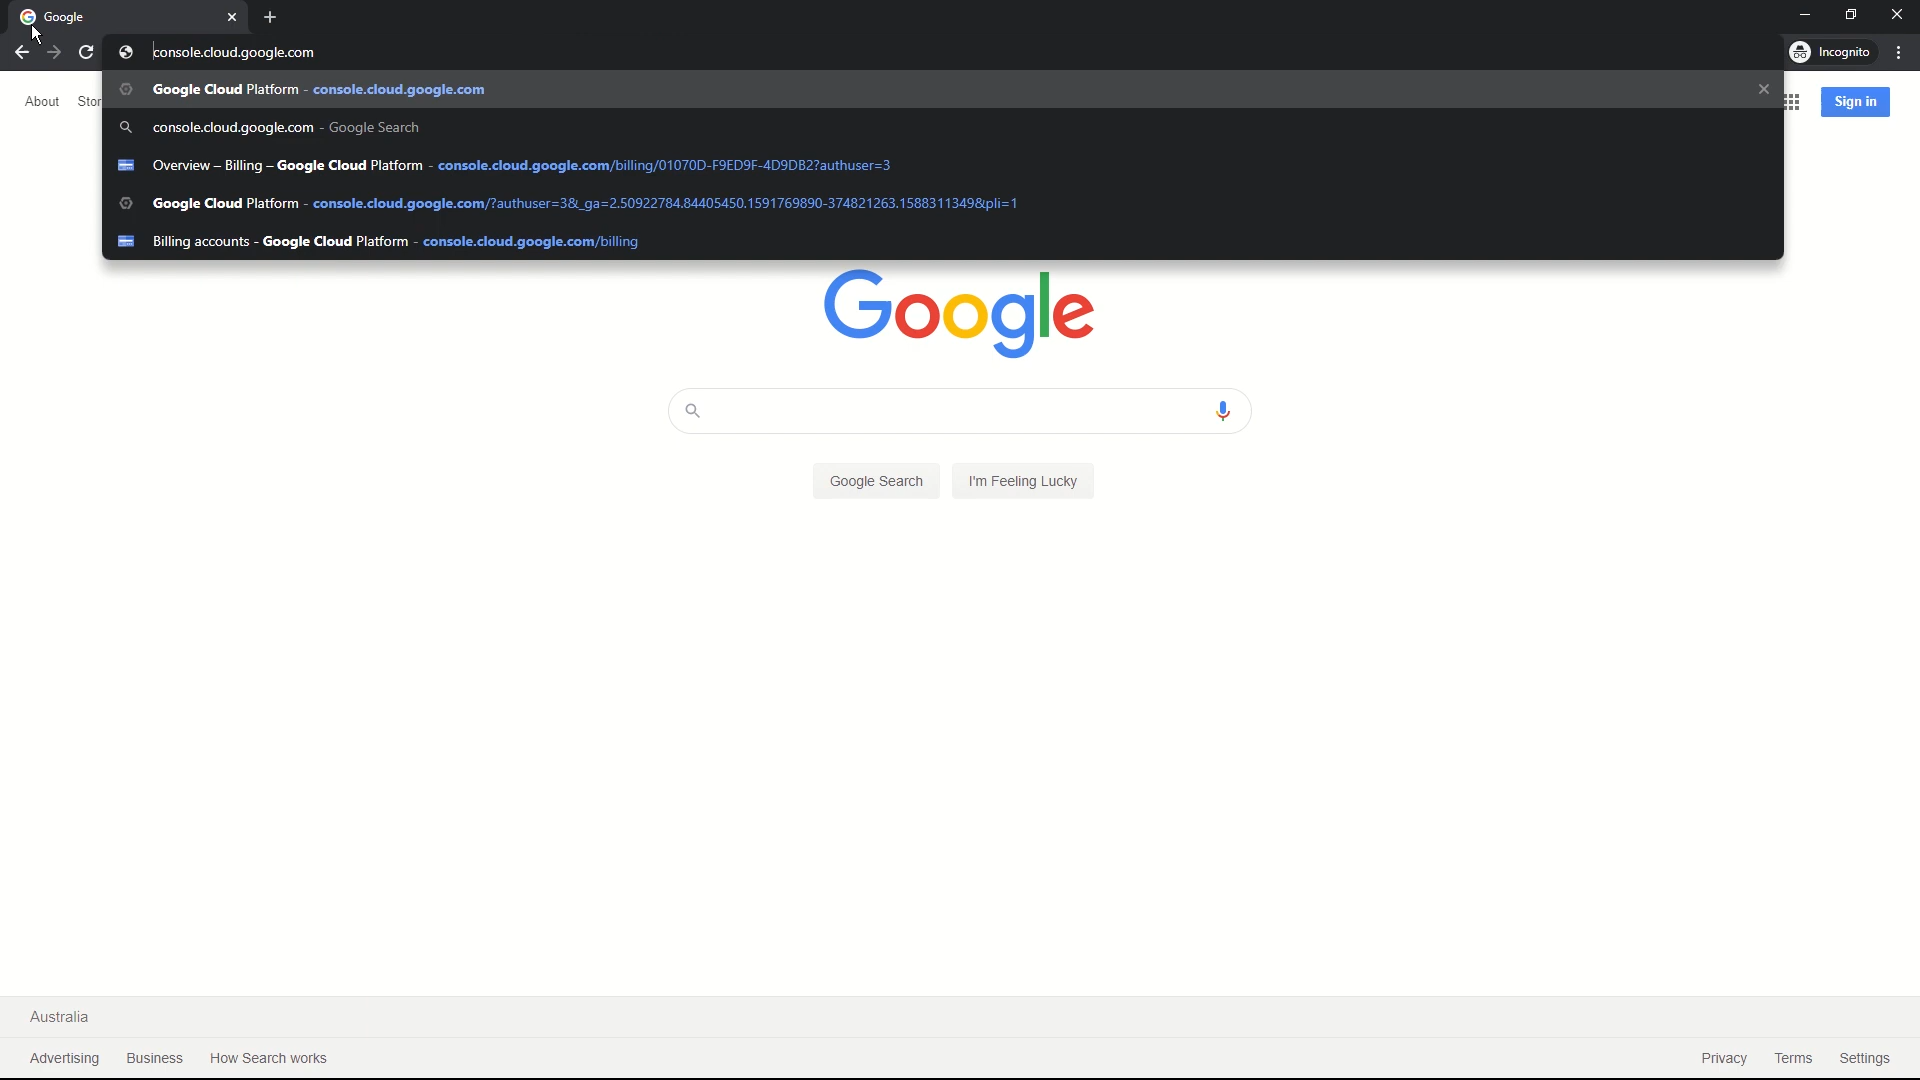 Google
console.cloud.google.com
Incognito
Google Cloud Platform - console.cloud.google.com
console.cloud.google.com - Google Search
Overview – Billing – Google Cloud Platform - console.cloud.google.com/billing/01070D-F9ED9F-4D9DB2?authuser=3
Google Cloud Platform - console.cloud.google.com/?authuser=3&_ga=2.50922784.84405450.1591769890-374821263.1588311349&pli=1
Billing accounts - Google Cloud Platform - console.cloud.google.com/billing
About Stor
Sign in
Google
Google Search I'm Feeling Lucky
Australia
Advertising Business How Search works Privacy Terms Settings